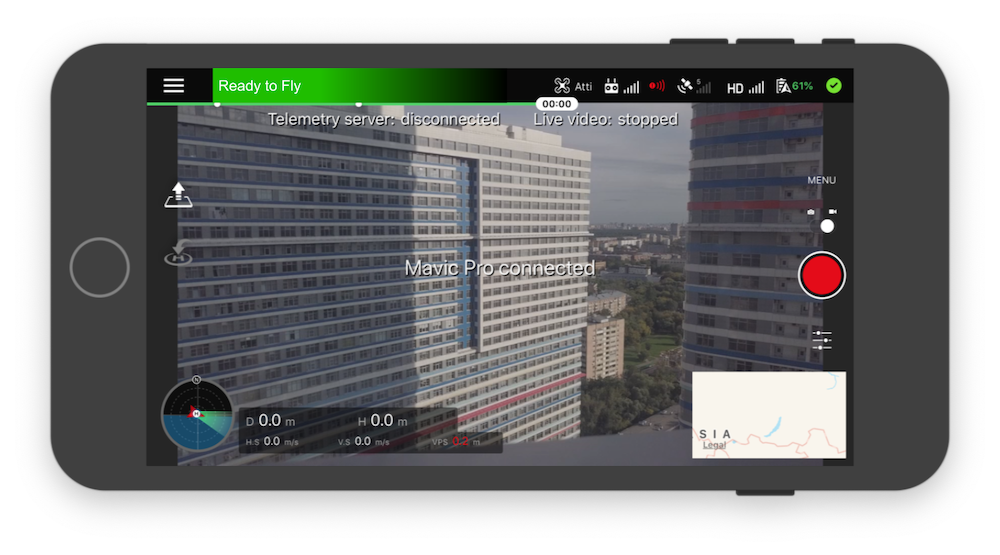 Ready to Fly
Atti
5
HD
61%
00:00
Telemetry server: disconnected
Live video: stopped
MENU
Mavic Pro connected
N
H
D 0.0 m
H 0.0 m
H.S 0.0 m/s
V.S 0.0 m/s
VPS 0.2 m
S I A
Legal